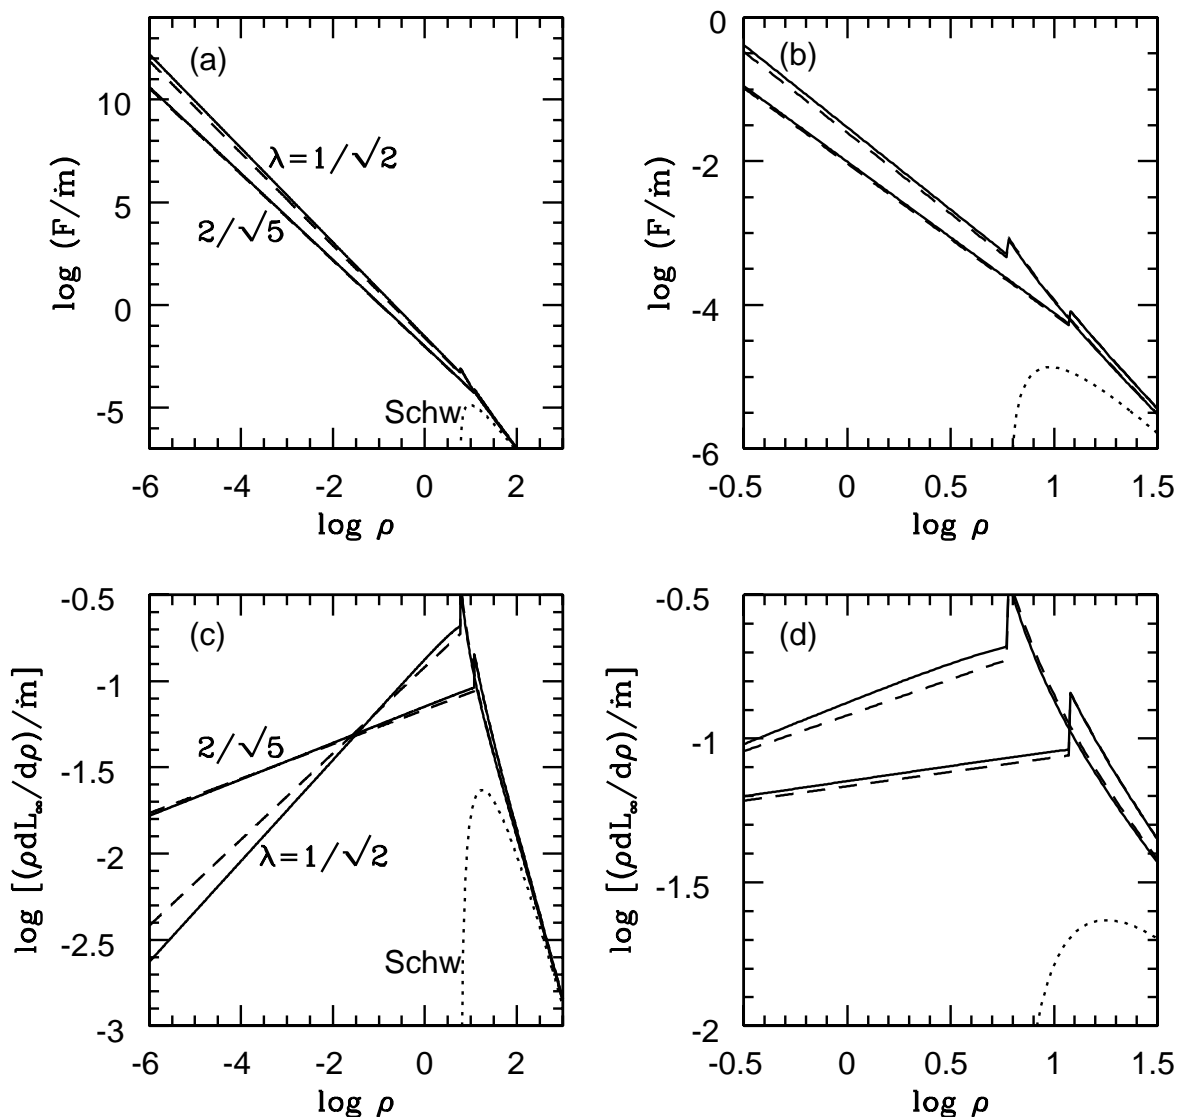 (a)
log (F/ṁ)
10
5
0
-5
λ=1/√2
2/√5
Schw
-6 -4 -2 0 2
log ρ
(b)
log (F/ṁ)
0
-2
-4
-6
-0.5 0 0.5 1 1.5
log ρ
(c)
log [(ρdL∞/dρ)/ṁ]
-0.5
-1
-1.5
-2
-2.5
-3
2/√5
λ=1/√2
Schw
-6 -4 -2 0 2
log ρ
(d)
log [(ρdL∞/dρ)/ṁ]
-0.5
-1
-1.5
-2
-0.5 0 0.5 1 1.5
log ρ